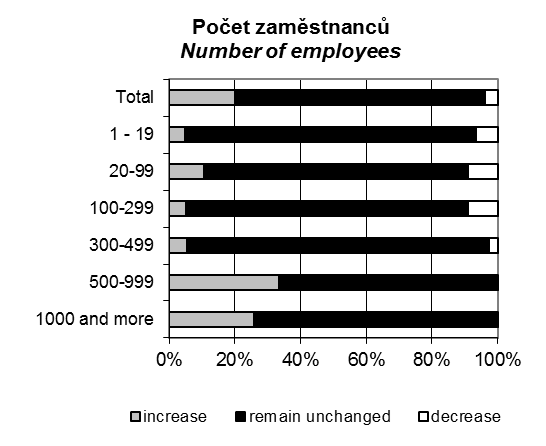 Počet zaměstnanců
Number of employees
Total
1 - 19
20-99
100-299
300-499
500-999
1000 and more
0% 20% 40% 60% 80% 100%
increase remain unchanged decrease